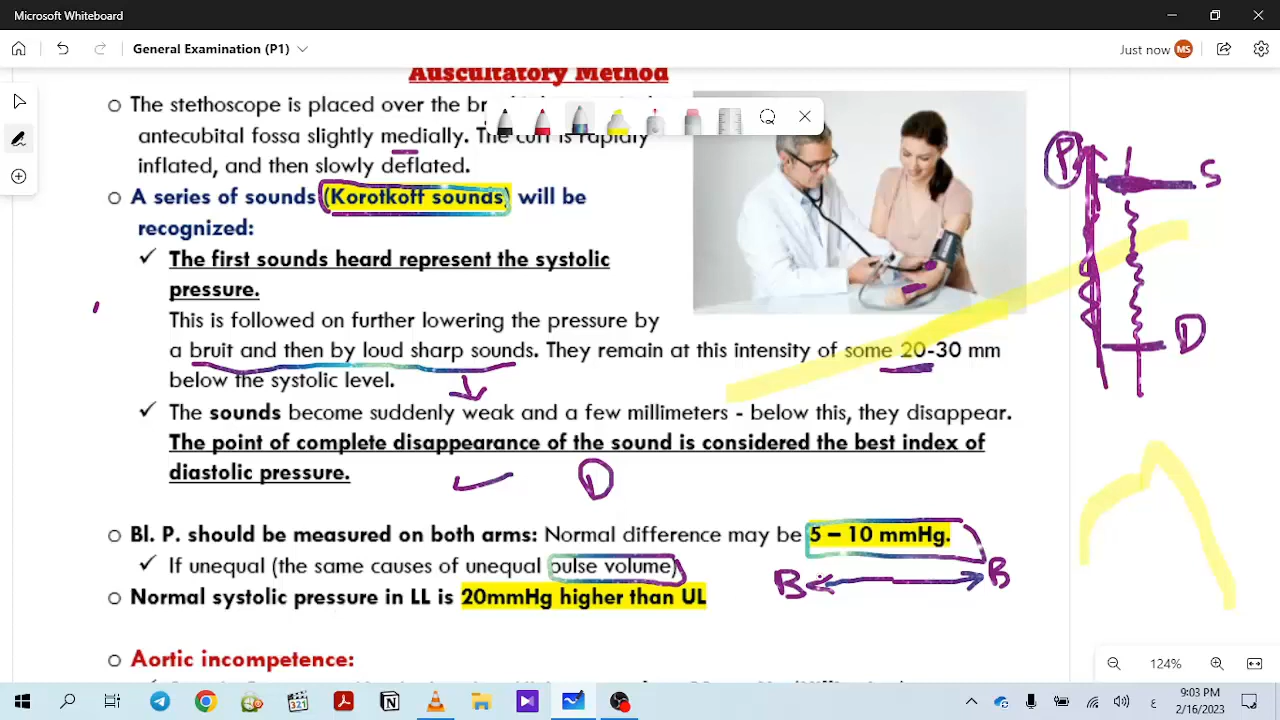 Microsoft Whiteboard
General Examination (P1)
Just now MS
Auscultatory Method
The stethoscope is placed over the
antecubital fossa slightly medially. The cuff is rapidly
inflated, and then slowly deflated.
A series of sounds (Korotkoff sounds) will be
recognized:
✓ The first sounds heard represent the systolic
pressure.
This is followed on further lowering the pressure by
a bruit and then by loud sharp sounds. They remain at this intensity of some 20-30 mm
below the systolic level.
✓ The sounds become suddenly weak and a few millimeters - below this, they disappear.
The point of complete disappearance of the sound is considered the best index of
diastolic pressure.
Bl. P. should be measured on both arms: Normal difference may be 5 – 10 mmHg.
✓ If unequal (the same causes of unequal pulse volume)
Normal systolic pressure in LL is 20mmHg higher than UL
Aortic incompetence:
P
S
D
D
B
B
124%
321
9:03 PM
2/16/2023